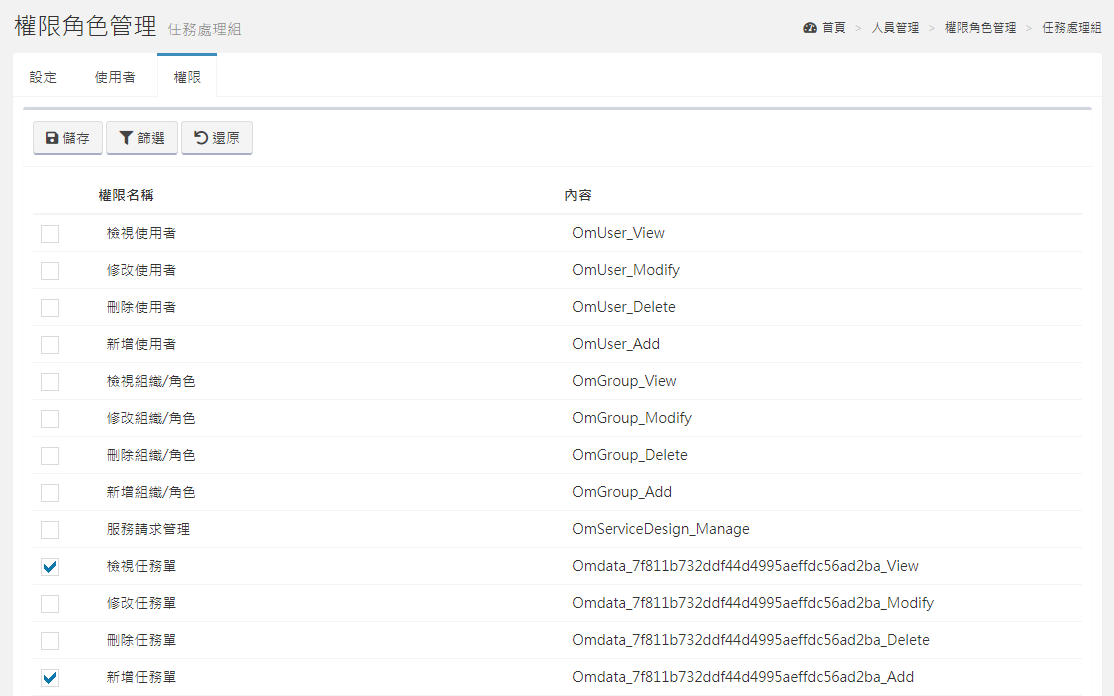 權限角色管理 任務處理組
首頁 > 人員管理 > 權限角色管理 > 任務處理組
設定 使用者 權限
儲存 篩選 還原
權限名稱 內容
檢視使用者 OmUser_View
修改使用者 OmUser_Modify
刪除使用者 OmUser_Delete
新增使用者 OmUser_Add
檢視組織/角色 OmGroup_View
修改組織/角色 OmGroup_Modify
刪除組織/角色 OmGroup_Delete
新增組織/角色 OmGroup_Add
服務請求管理 OmServiceDesign_Manage
檢視任務單 Omdata_7f811b732ddf44d4995aeffdc56ad2ba_View
修改任務單 Omdata_7f811b732ddf44d4995aeffdc56ad2ba_Modify
刪除任務單 Omdata_7f811b732ddf44d4995aeffdc56ad2ba_Delete
新增任務單 Omdata_7f811b732ddf44d4995aeffdc56ad2ba_Add